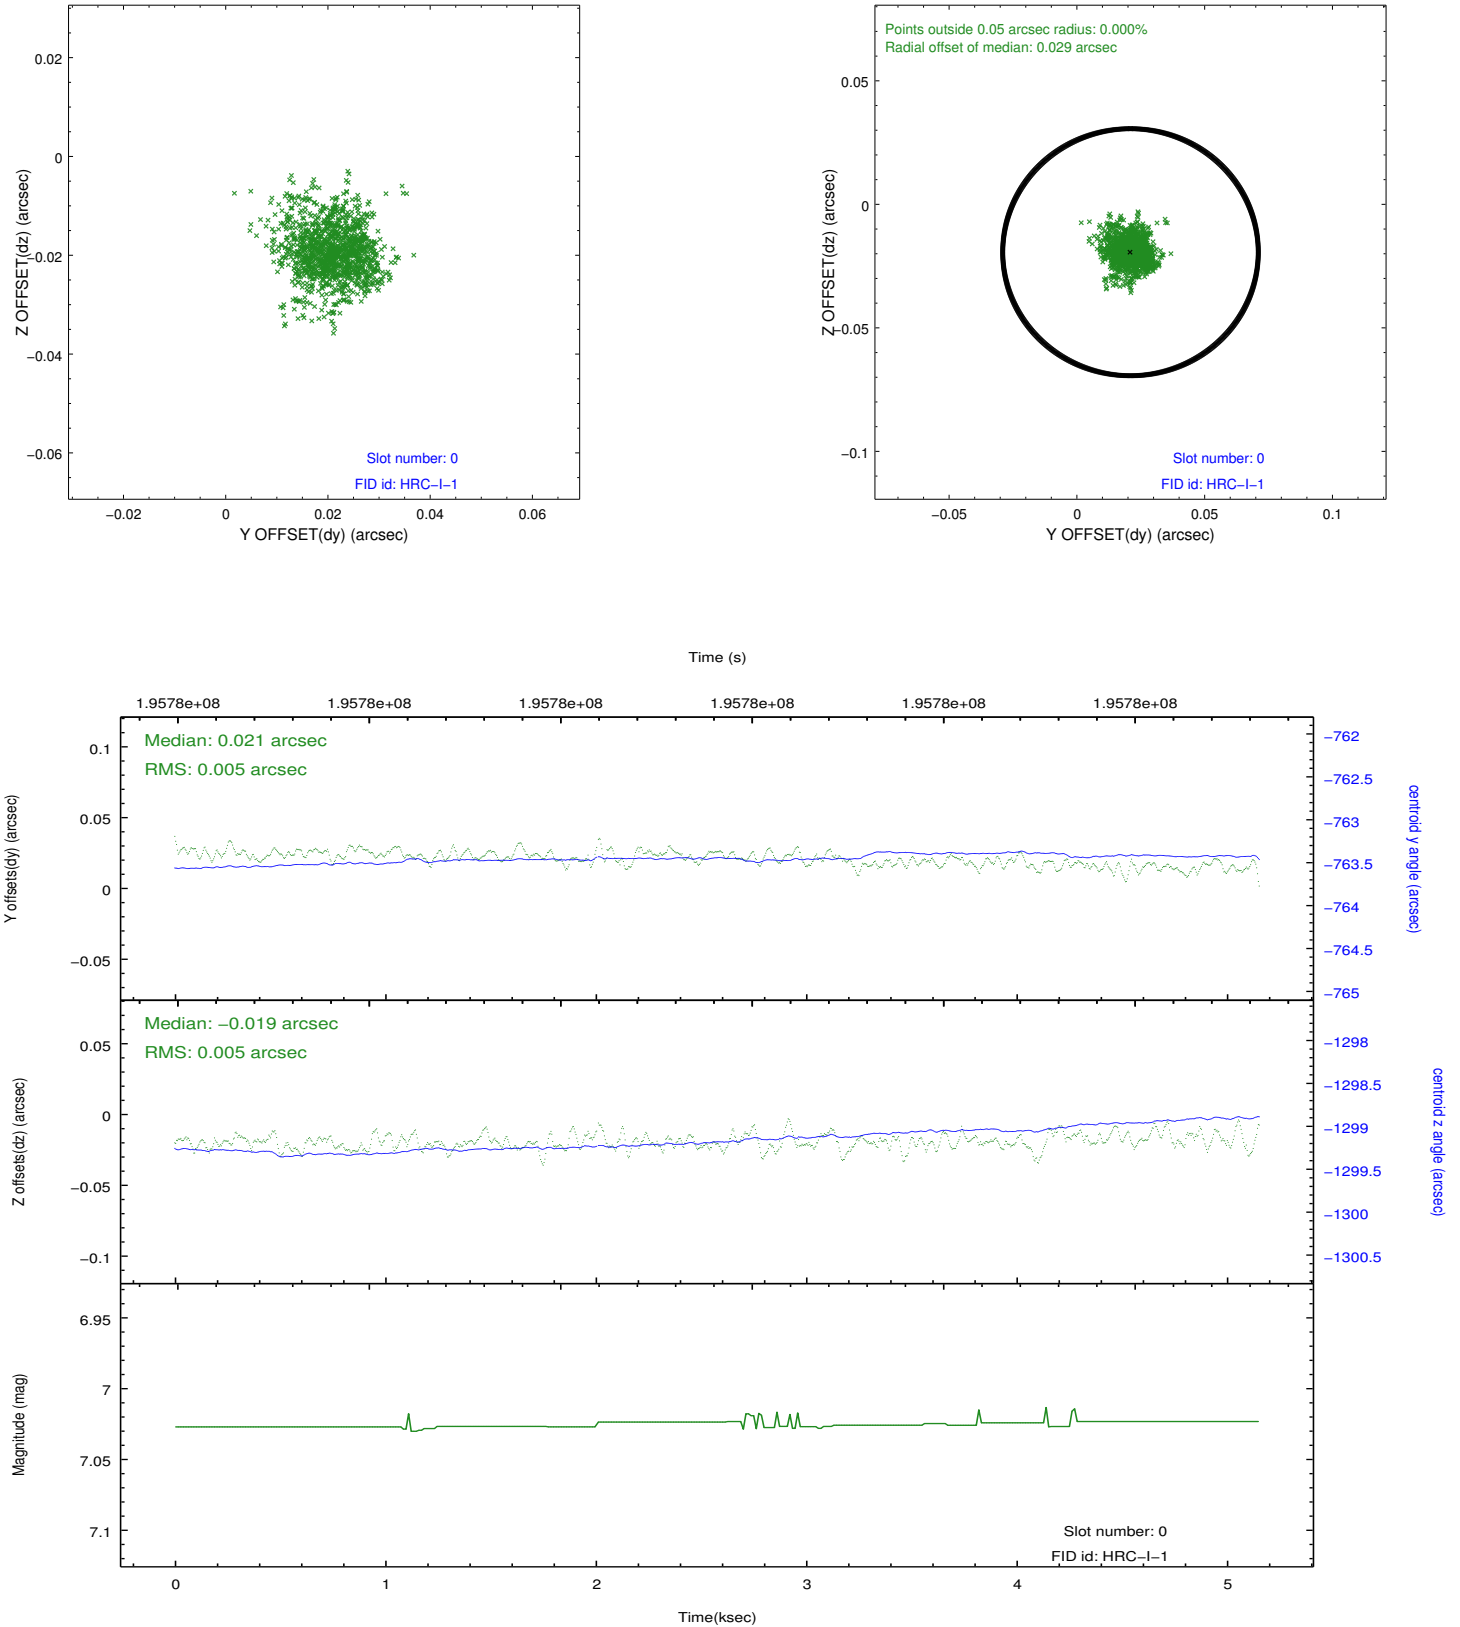 0.02
0
−0.02
−0.04
−0.06
Z OFFSET(dz) (arcsec)
Slot number: 0
FID id: HRC−I−1
−0.02 0 0.02 0.04 0.06
Y OFFSET(dy) (arcsec)
Points outside 0.05 arcsec radius: 0.000%
Radial offset of median: 0.029 arcsec
0.05
0
−0.05
−0.1
Z OFFSET(dz) (arcsec)
Slot number: 0
FID id: HRC−I−1
−0.05 0 0.05 0.1
Y OFFSET(dy) (arcsec)
Time (s)
1.9578e+08 1.9578e+08 1.9578e+08 1.9578e+08 1.9578e+08 1.9578e+08
Median: 0.021 arcsec
RMS: 0.005 arcsec
0.1
0.05
0
−0.05
Y offsets(dy) (arcsec)
−762
−762.5
−763
−763.5
−764
−764.5
−765
centroid y angle (arcsec)
Median: −0.019 arcsec
RMS: 0.005 arcsec
0.05
0
−0.05
−0.1
Z offsets(dz) (arcsec)
−1298
−1298.5
−1299
−1299.5
−1300
−1300.5
centroid z angle (arcsec)
6.95
7
7.05
7.1
Magnitude (mag)
Slot number: 0
FID id: HRC−I−1
0 1 2 3 4 5
Time(ksec)